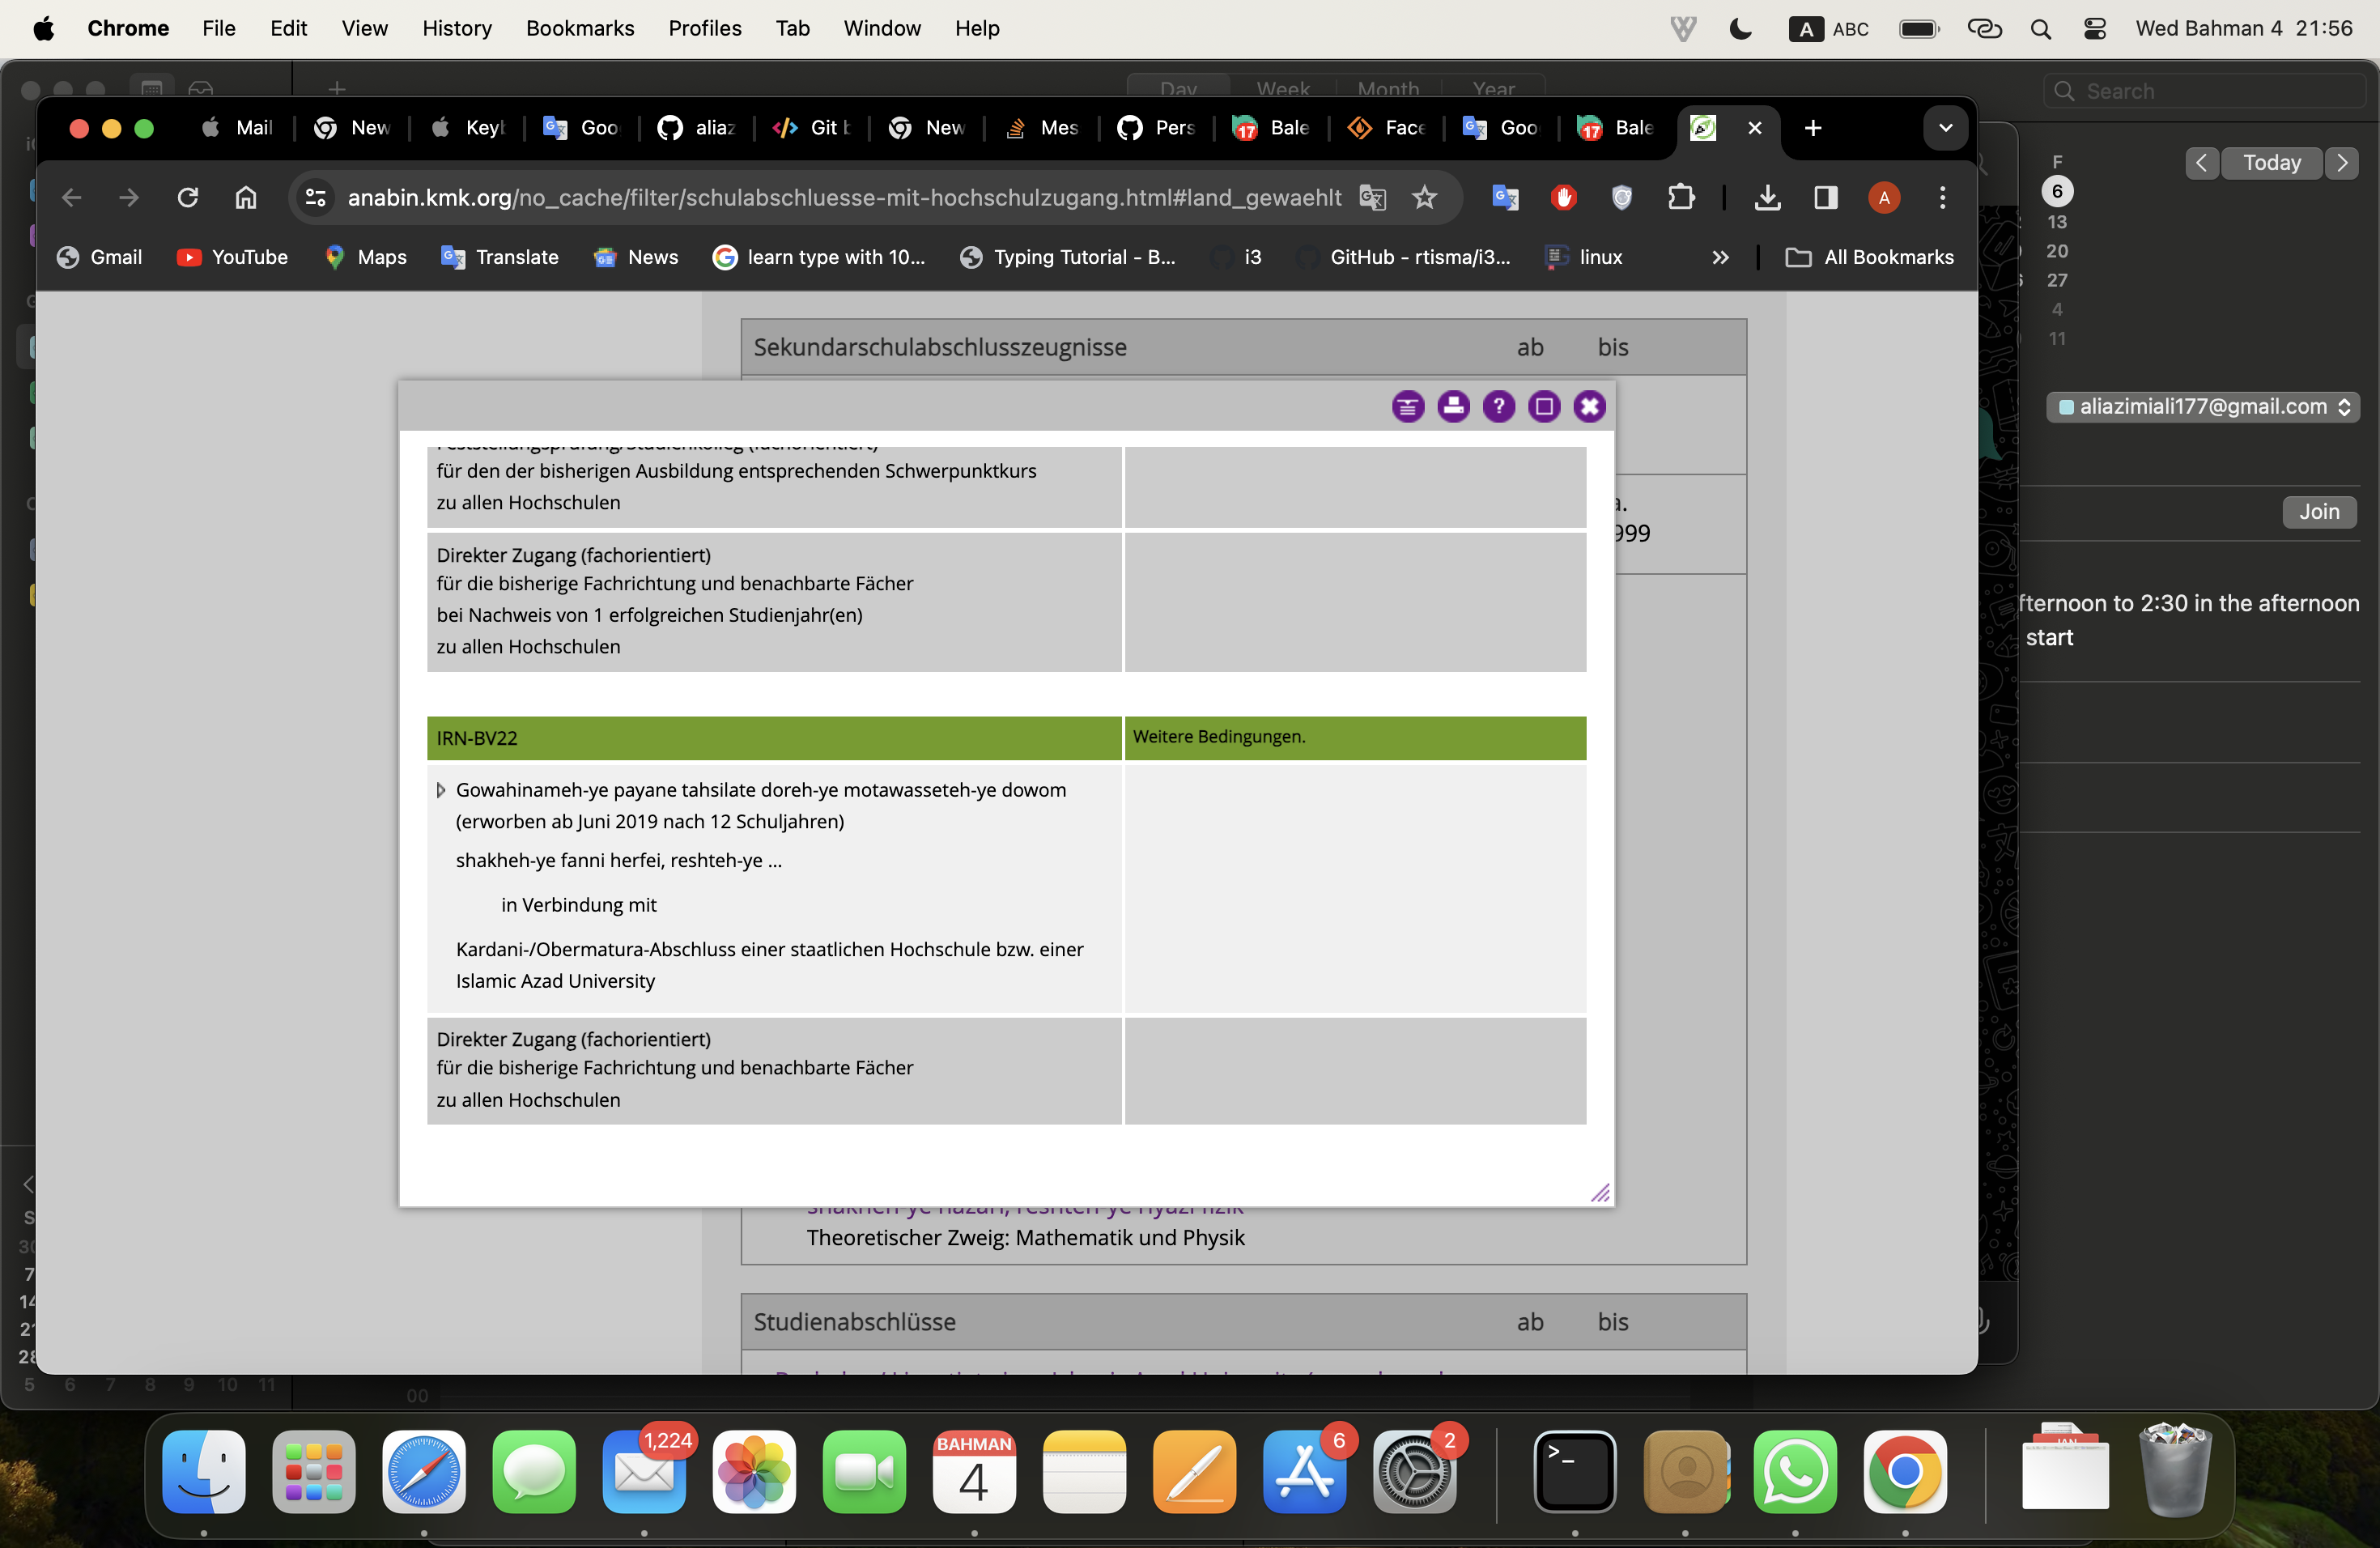 Chrome File Edit View History Bookmarks Profiles Tab Window Help
A ABC Wed Bahman 4 21:56
Day Week Month Year
Search
Mail New Goo Git New Mes Pers Bale Face Goo Bale
F
Today
6
13
20
27
4
11
anabin.kmk.org/no_cache/filter/schulabschluesse-mit-hochschulzugang.html#land_gewaehlt
A
Gmail YouTube Maps Translate News learn type with 10... Typing Tutorial - B... i3 GitHub - rtisma/i3... linux » All Bookmarks
Sekundarschulabschlusszeugnisse ab bis
aliazimiali177@gmail.com
999
Join
to 2:30 in the afternoon
start
für den der bisherigen Ausbildung entsprechenden Schwerpunktkurs
zu allen Hochschulen
Direkter Zugang (fachorientiert)
für die bisherige Fachrichtung und benachbarte Fächer
bei Nachweis von 1 erfolgreichen Studienjahr(en)
zu allen Hochschulen
IRN-BV22 Weitere Bedingungen.
Gowahinameh-ye payane tahsilate doreh-ye motawasseteh-ye dowom
(erworben ab Juni 2019 nach 12 Schuljahren)
shakheh-ye fanni herfei, reshteh-ye ...
in Verbindung mit
Kardani-/Obermatura-Abschluss einer staatlichen Hochschule bzw. einer
Islamic Azad University
Direkter Zugang (fachorientiert)
für die bisherige Fachrichtung und benachbarte Fächer
zu allen Hochschulen
Theoretischer Zweig: Mathematik und Physik
Studienabschlüsse ab bis
S
30
7
14
21
28
5 6 7 8 9 10 11
00
1,224
BAHMAN
4
6
2
>_